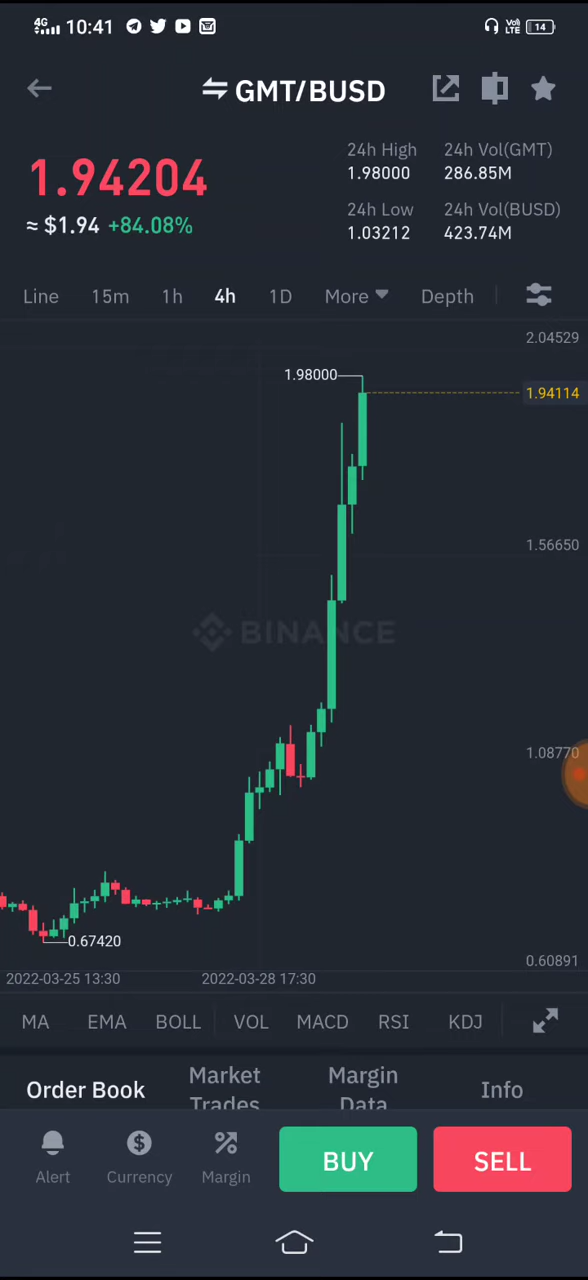 4G 10:41 Vo) LTE 14
GMT/BUSD
1.94204
≈ $1.94 +84.08%
24h High 24h Vol(GMT)
1.98000 286.85M
24h Low 24h Vol(BUSD)
1.03212 423.74M
Line 15m 1h 4h 1D More Depth
2.04529
1.98000
1.94114
1.56650
BINANCE
1.08770
0.67420
0.60891
2022-03-25 13:30 2022-03-28 17:30
MA EMA BOLL VOL MACD RSI KDJ
Order Book Market Trades Margin Data Info
Alert Currency Margin BUY SELL